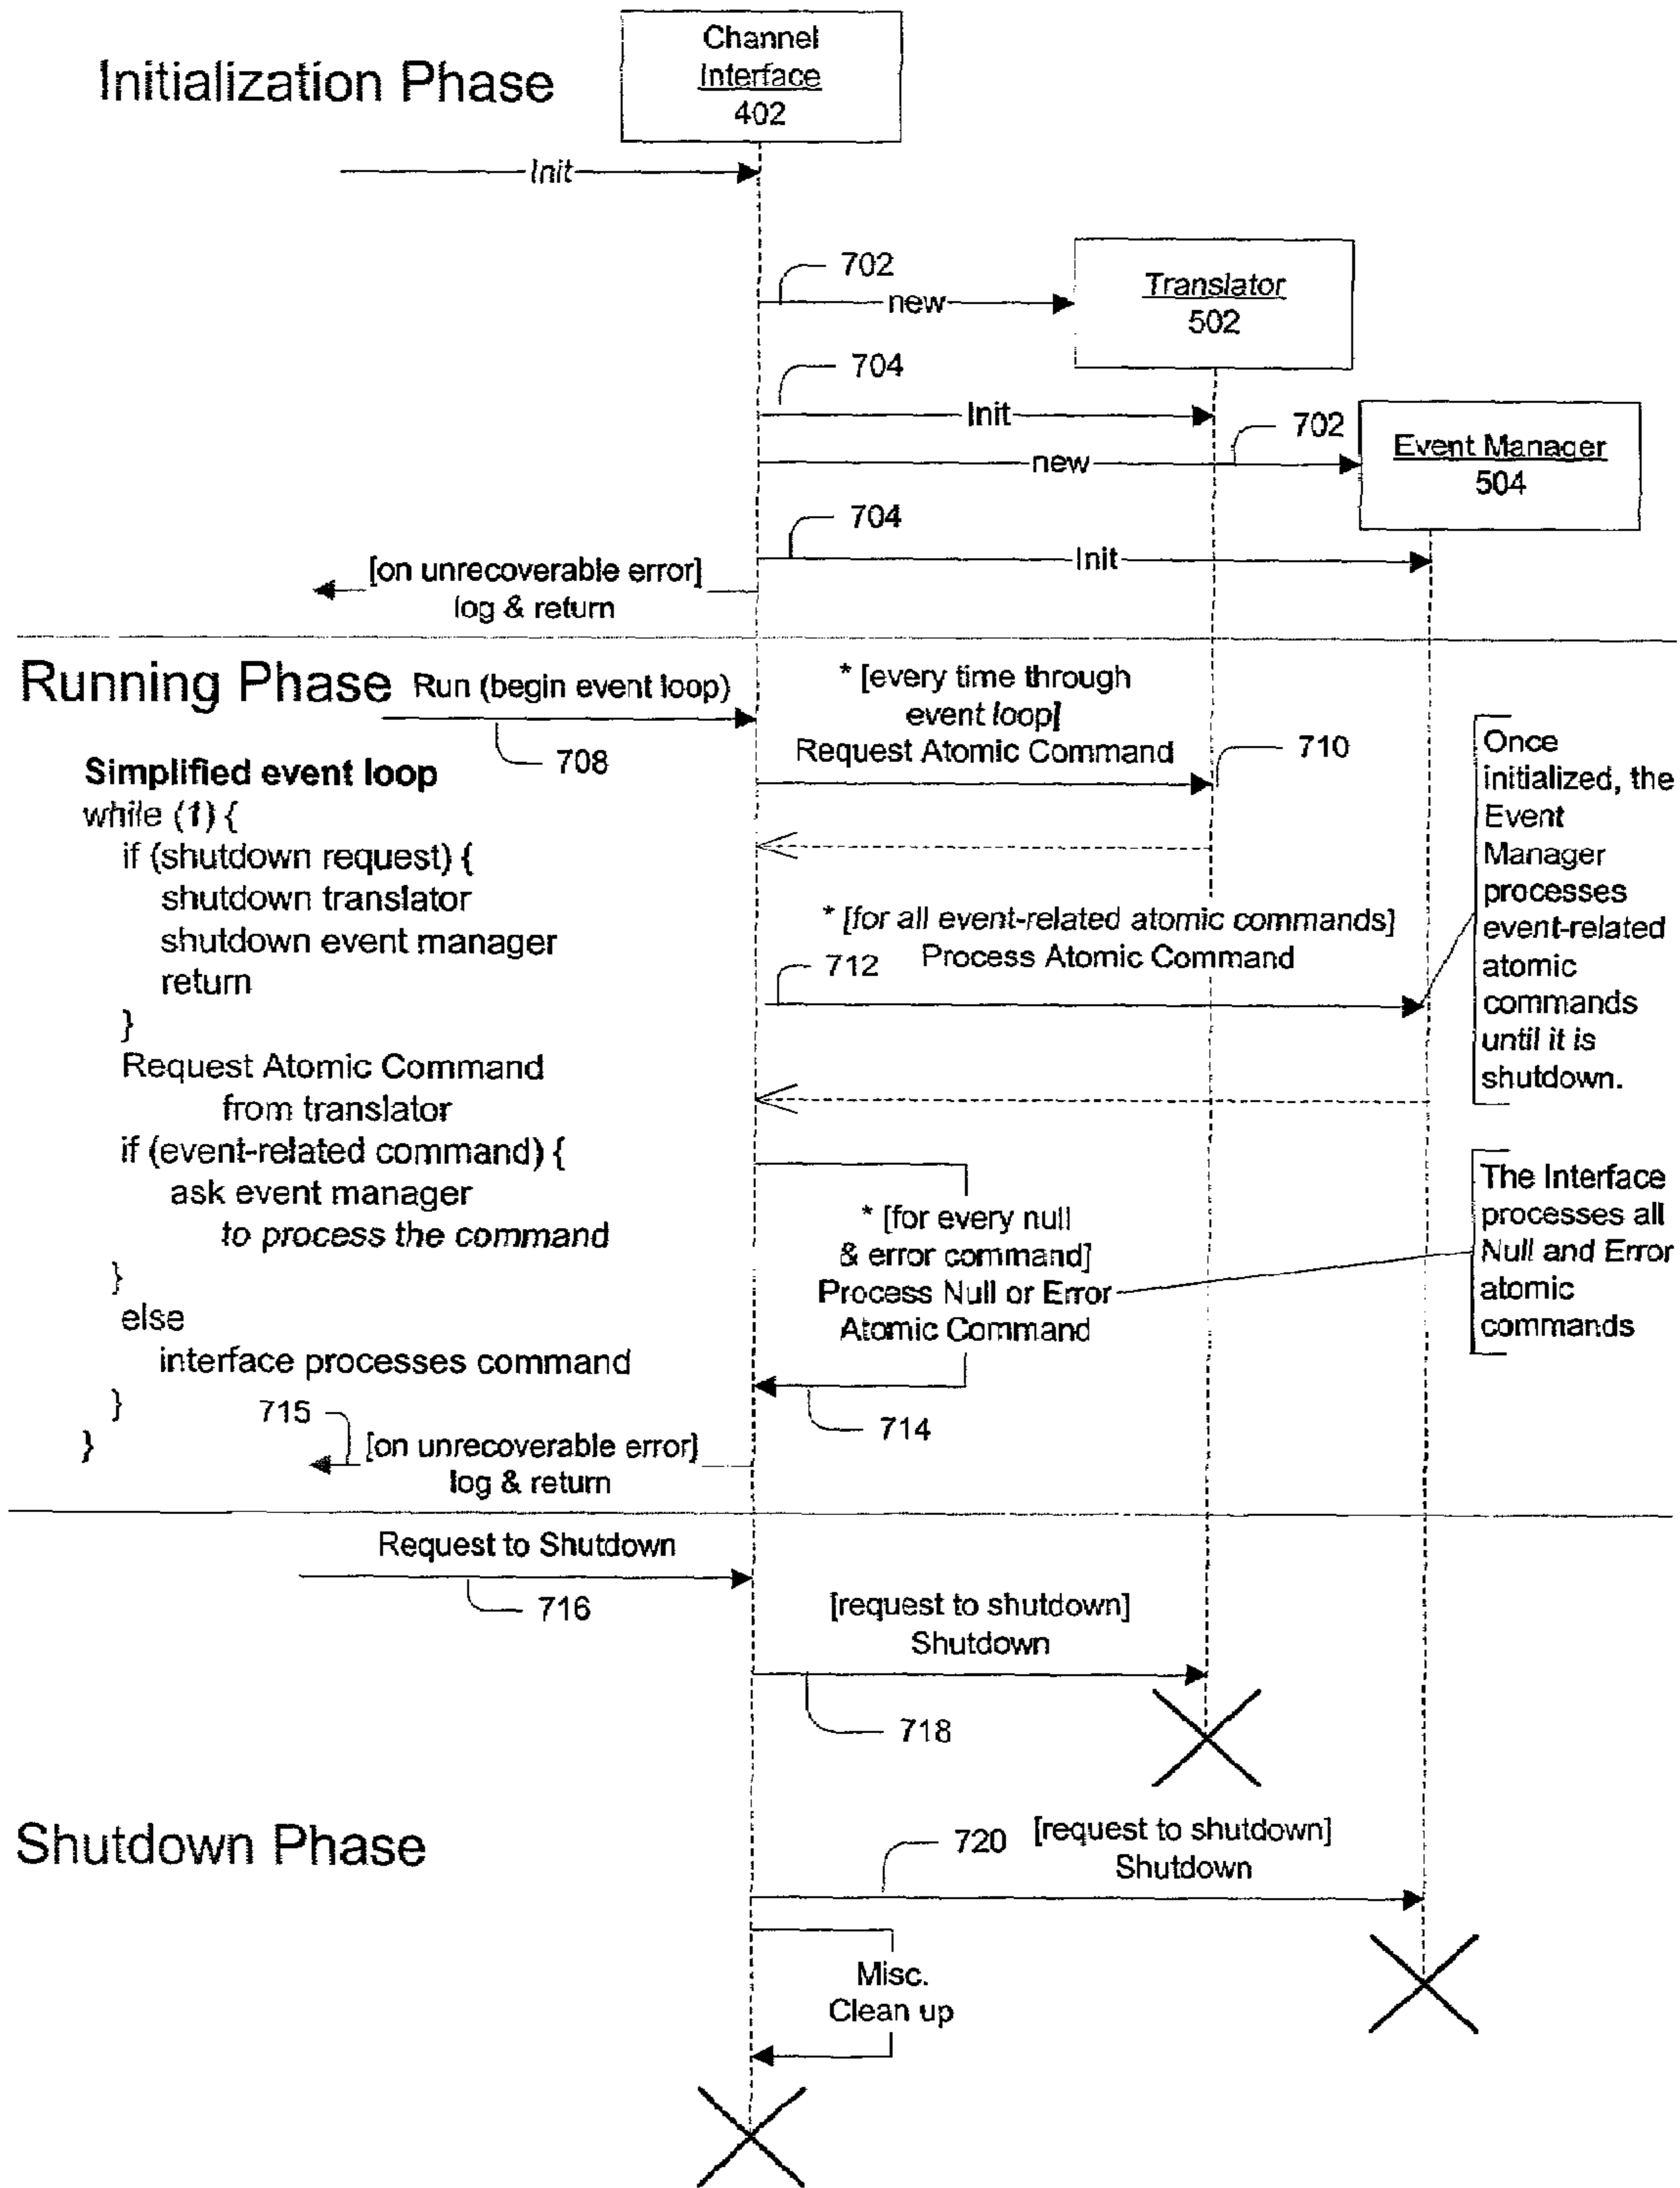 Channel
Interface
402
Initialization Phase
Init
702
new
Translator
502
704
Init
702
new
Event Manager
504
704
Init
[on unrecoverable error]
log & return
Running Phase
Run (begin event loop)
708
* [every time through
event loop]
Request Atomic Command
710
Simplified event loop
while (1) {
if (shutdown request) {
shutdown translator
shutdown event manager
return
}
Request Atomic Command
from translator
if (event-related command) {
ask event manager
to process the command
}
else
interface processes command
}
}
* [for all event-related atomic commands]
Process Atomic Command
712
Once
initialized, the
Event
Manager
processes
event-related
atomic
commands
until it is
shutdown.
* [for every null
& error command]
Process Null or Error
Atomic Command
714
The Interface
processes all
Null and Error
atomic
commands
715
[on unrecoverable error]
log & return
Request to Shutdown
716
[request to shutdown]
Shutdown
718
Shutdown Phase
720
[request to shutdown]
Shutdown
Misc.
Clean up